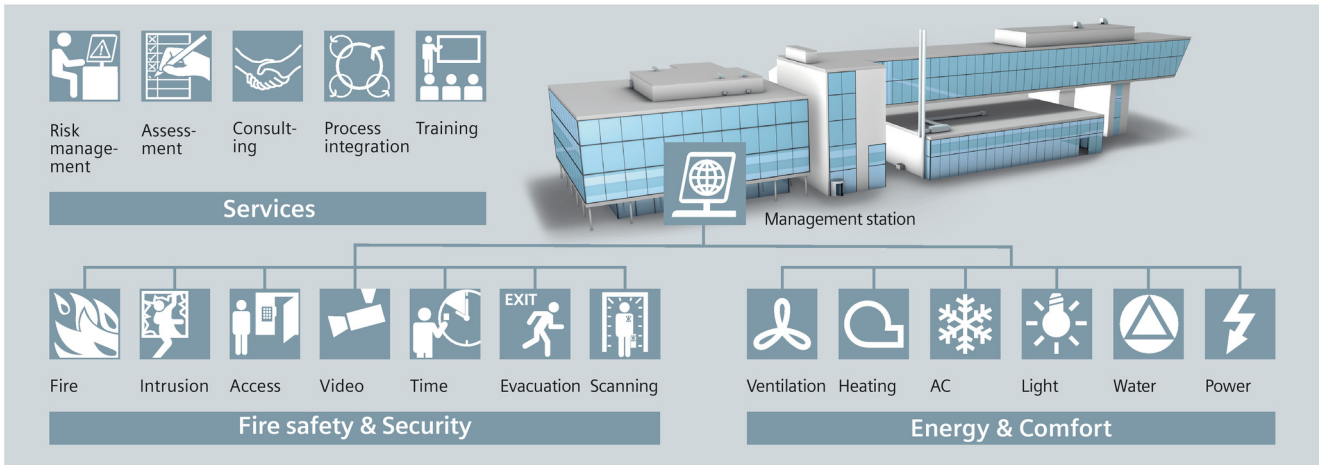 Risk
manage-
ment
Assess-
ment
Consult-
ing
Process
integration
Training
Services
Management station
EXIT
Fire
Intrusion
Access
Video
Time
Evacuation
Scanning
Fire safety & Security
Ventilation
Heating
AC
Light
Water
Power
Energy & Comfort